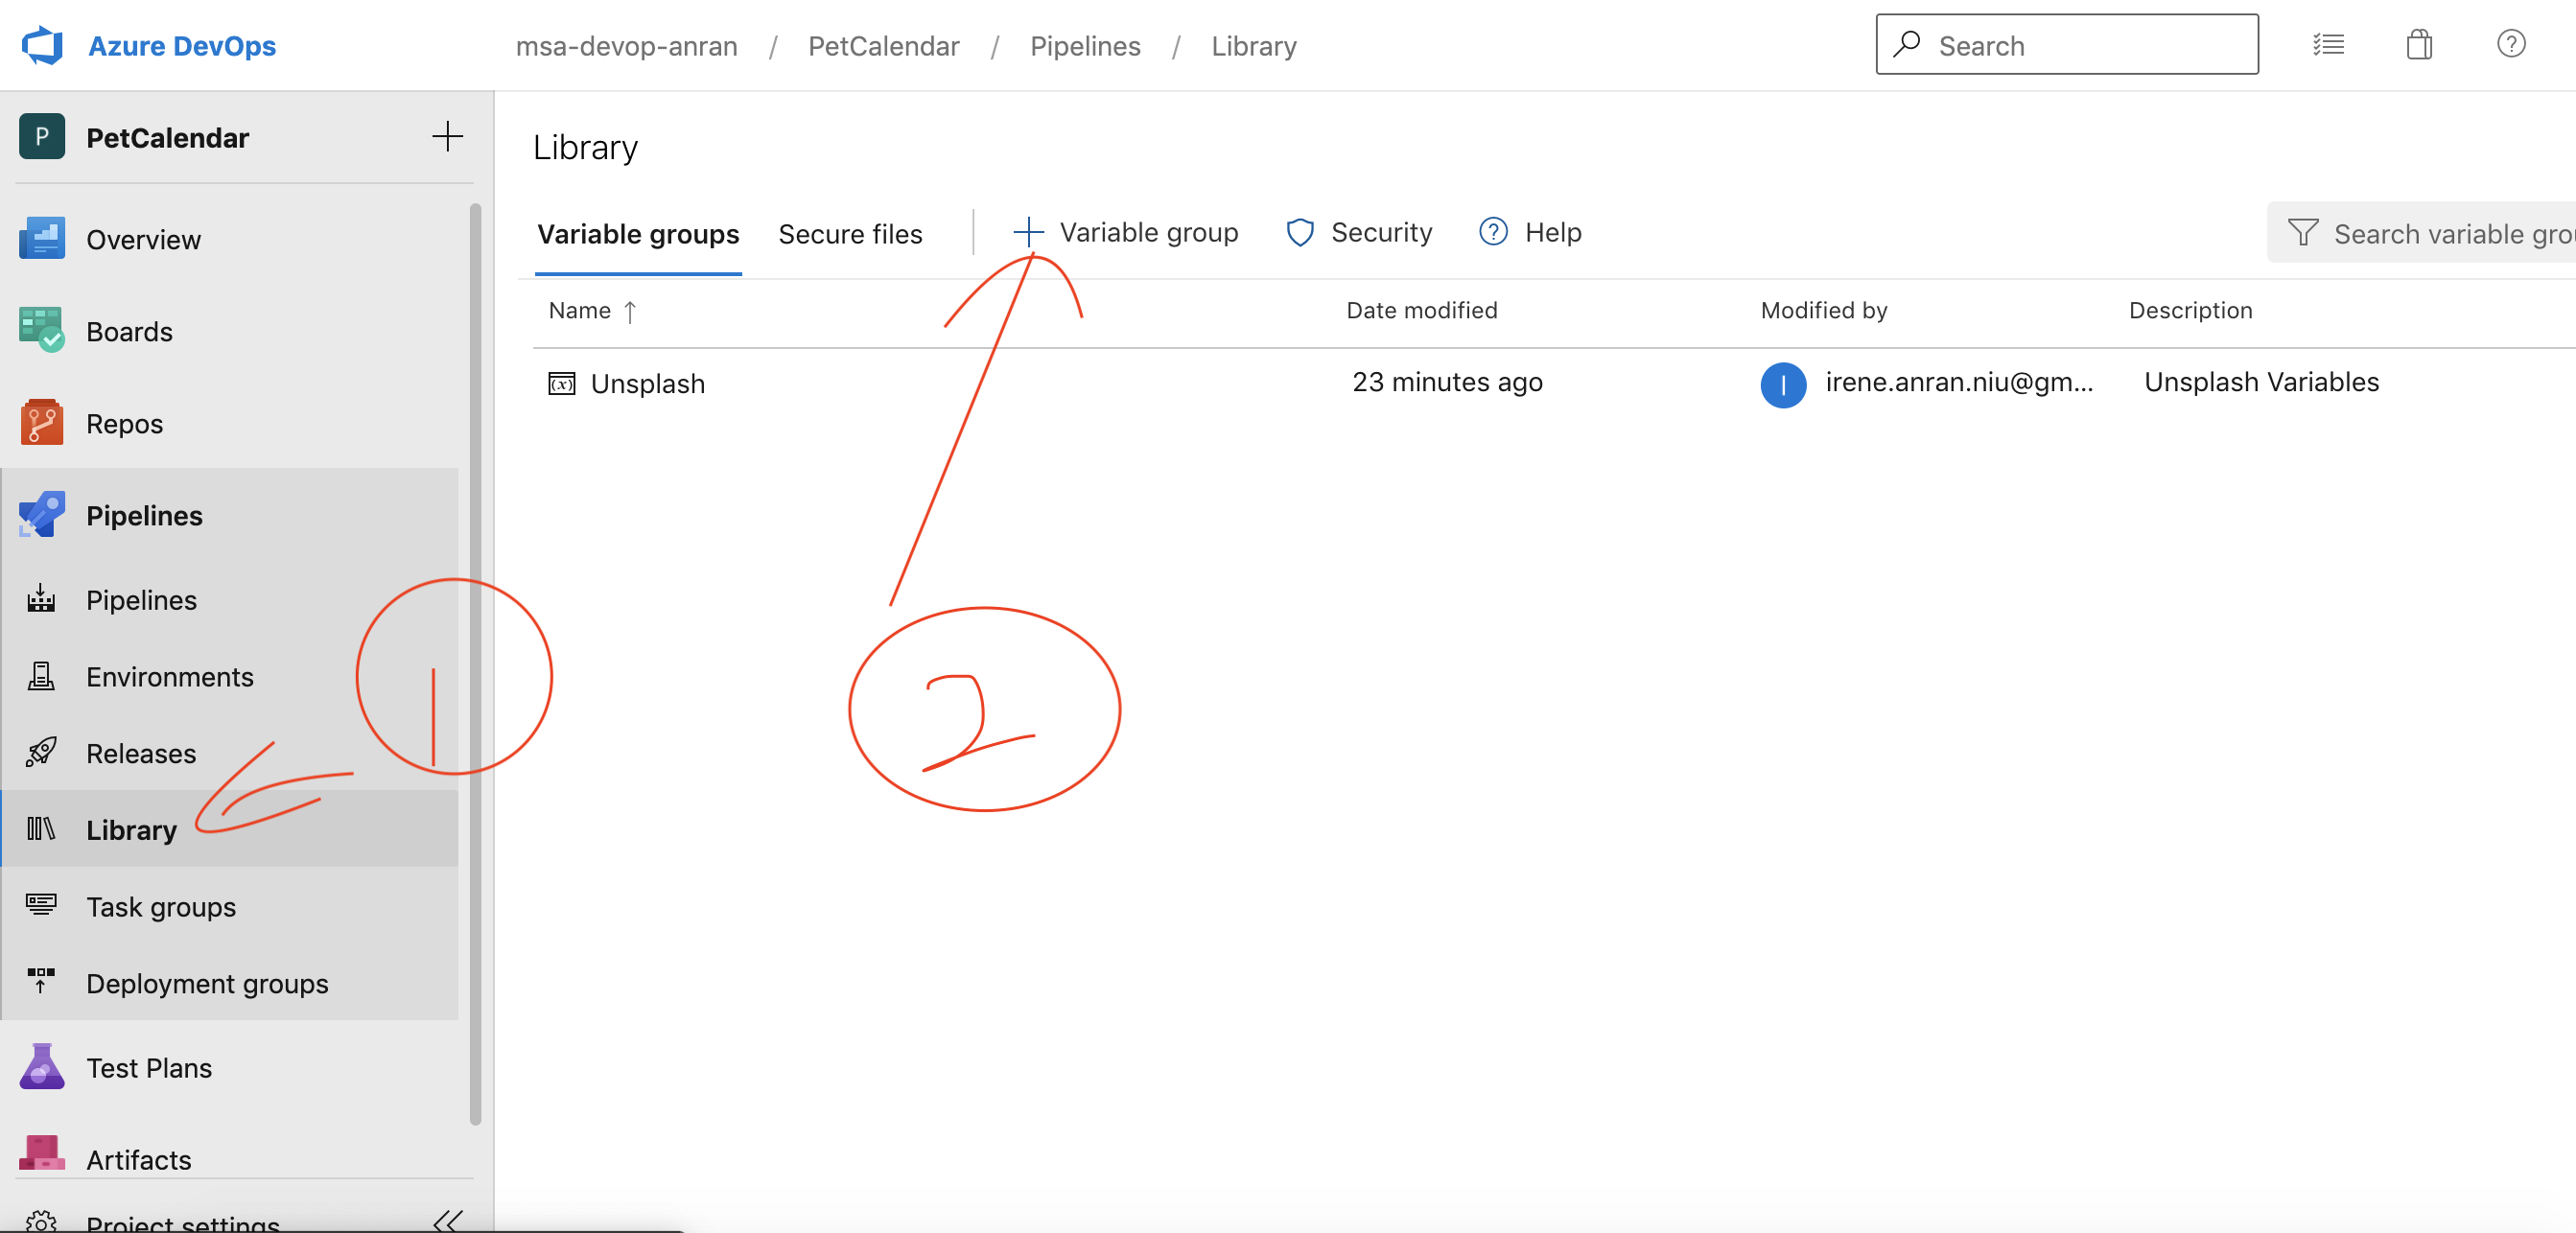 Azure DevOps
msa-devop-anran / PetCalendar / Pipelines / Library
Search
P PetCalendar
Overview
Boards
Repos
Pipelines
Pipelines
Environments
Releases
Library
Task groups
Deployment groups
Test Plans
Artifacts
Project settings
1
Library
Variable groups Secure files Variable group Security Help
Search variable grou
Name ↑ Date modified Modified by Description
Unsplash 23 minutes ago I irene.anran.niu@gm... Unsplash Variables
2